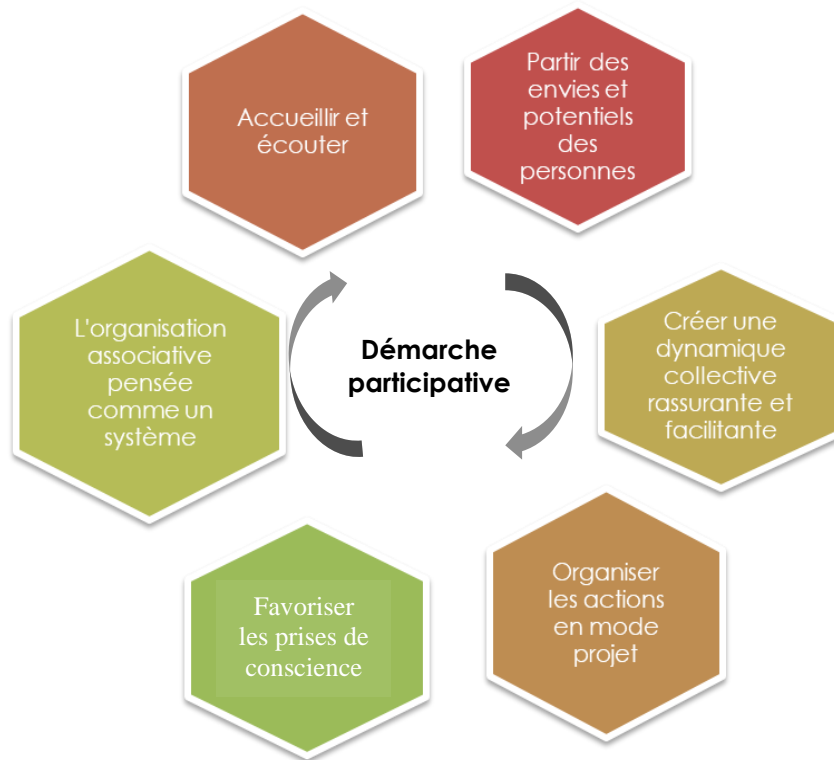 Accueillir et
écouter
Partir des
envies et
potentiels
des
personnes
Créer une
dynamique
collective
rassurante et
facilitante
Organiser
les actions
en mode
projet
Favoriser
les prises de
conscience
L'organisation
associative
pensée
comme un
système
Démarche
participative